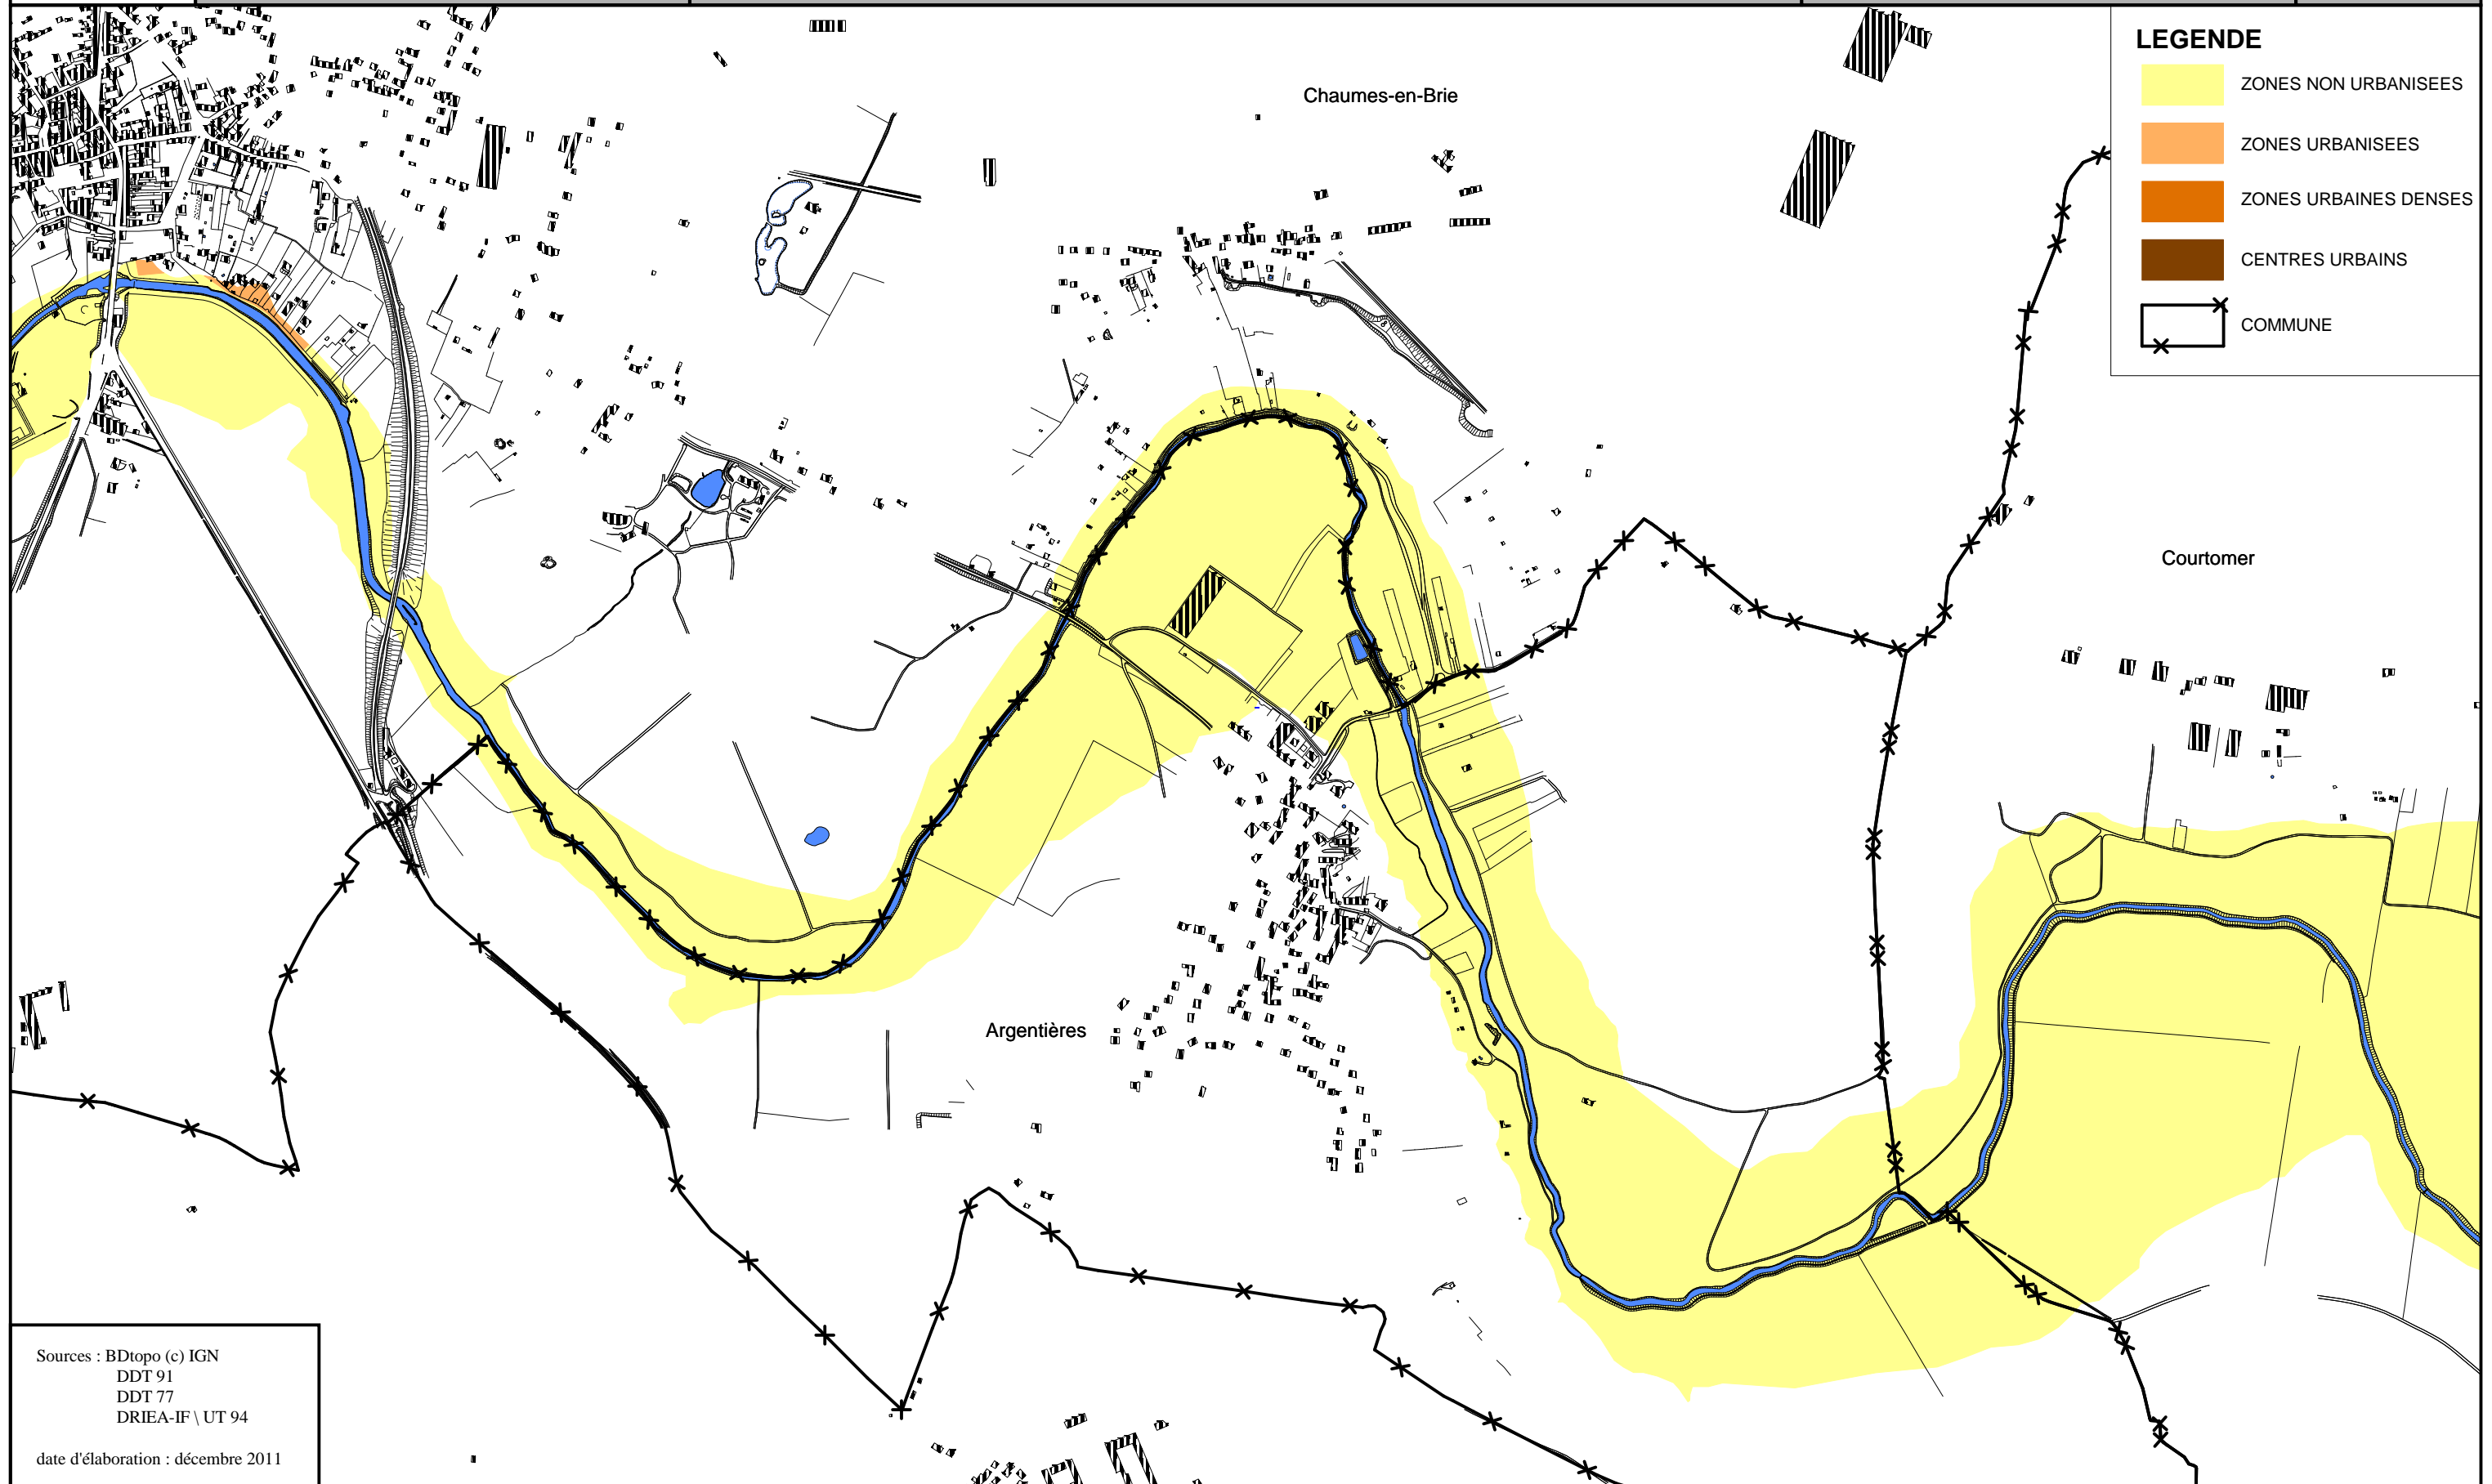 LEGENDE
ZONES NON URBANISEES
ZONES URBANISEES
ZONES URBAINES DENSES
CENTRES URBAINS
COMMUNE
Chaumes-en-Brie
Courtomer
Argentières
Sources : BDtopo (c) IGN
DDT 91
DDT 77
DRIEA-IF \ UT 94
date d'élaboration : décembre 2011